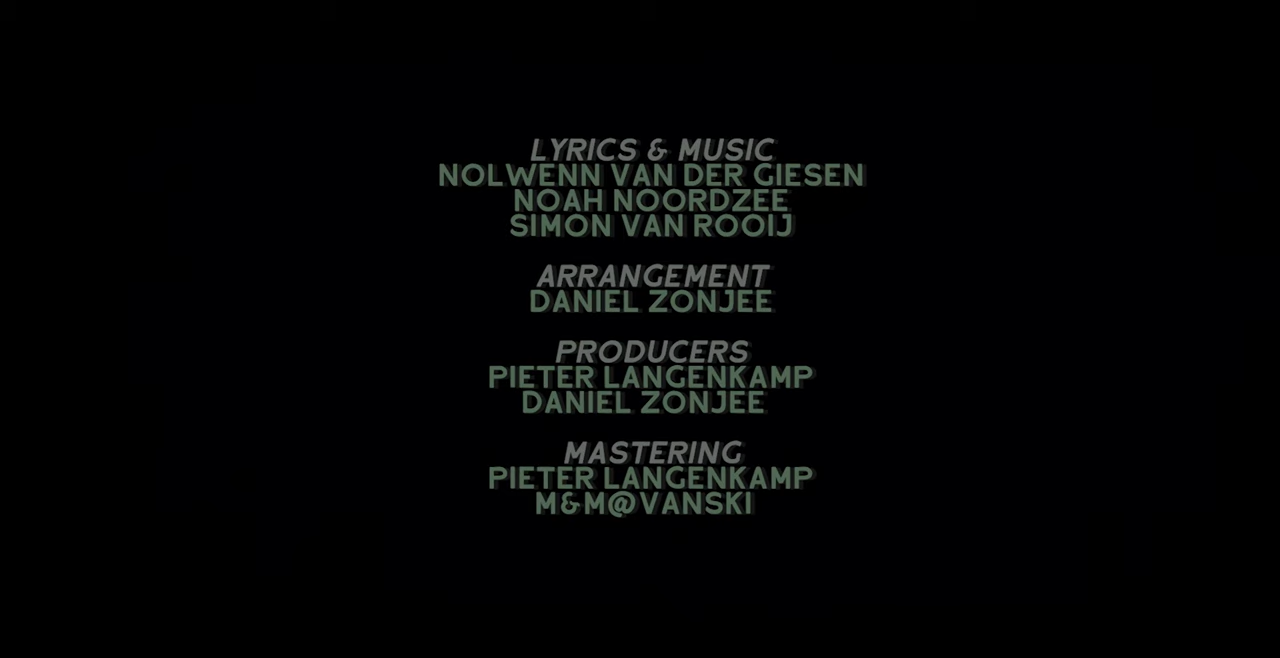 LYRICS & MUSIC
NOLWENN VAN DER GIESEN
NOAH NOORDZEE
SIMON VAN ROOIJ
ARRANGEMENT
DANIEL ZONJEE
PRODUCERS
PIETER LANGENKAMP
DANIEL ZONJEE
MASTERING
PIETER LANGENKAMP
M&M@VANSKI